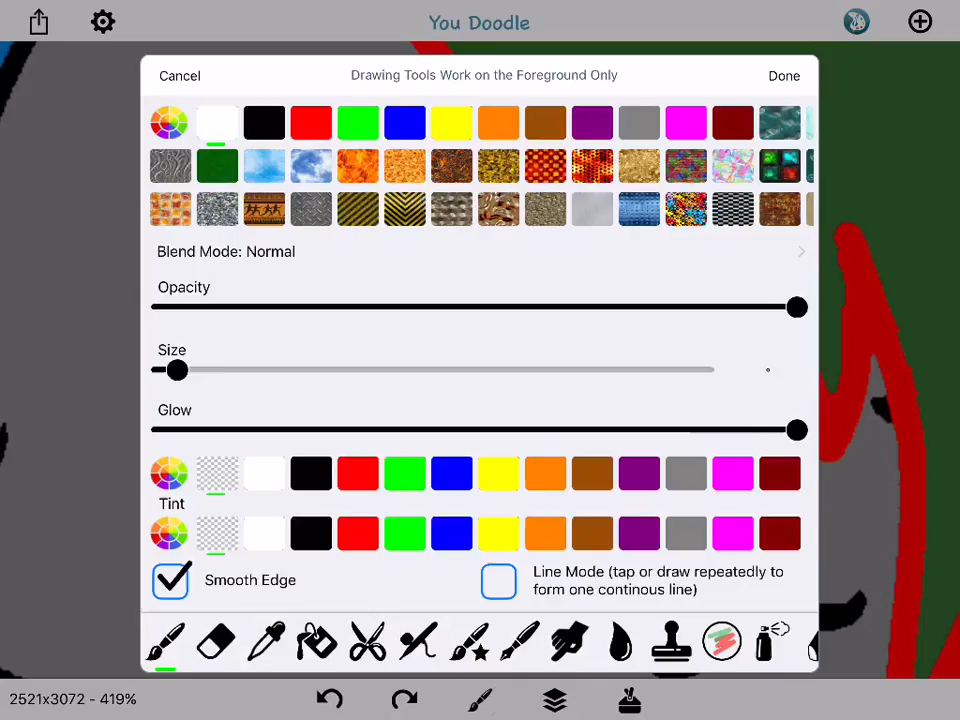 You Doodle
Cancel
Drawing Tools Work on the Foreground Only
Done
Blend Mode: Normal
Opacity
Size
Glow
Tint
Smooth Edge
Line Mode (tap or draw repeatedly to
form one continous line)
2521x3072 - 419%